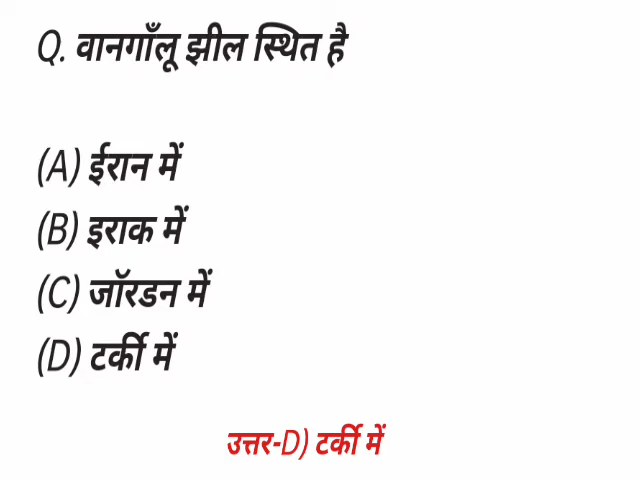 Q. वानगाँलू झील स्थित है
(A) ईरान में
(B) इराक में
(C) जॉरडन में
(D) टर्की में
उत्तर-D) टर्की में